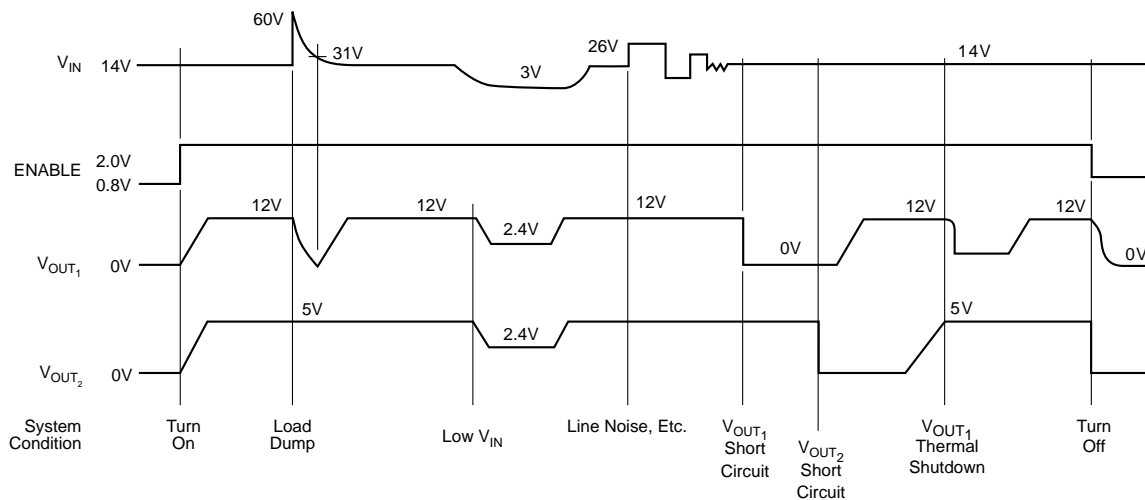 60V
31V
V_IN 14V
3V
26V
14V
ENABLE 2.0V
0.8V
12V
12V
2.4V
12V
0V
12V
12V
V_OUT1 0V
0V
5V
2.4V
5V
V_OUT2 0V
System
Condition
Turn
On
Load
Dump
Low V_IN
Line Noise, Etc.
V_OUT1
Short
Circuit
V_OUT2
Short
Circuit
V_OUT1
Thermal
Shutdown
Turn
Off